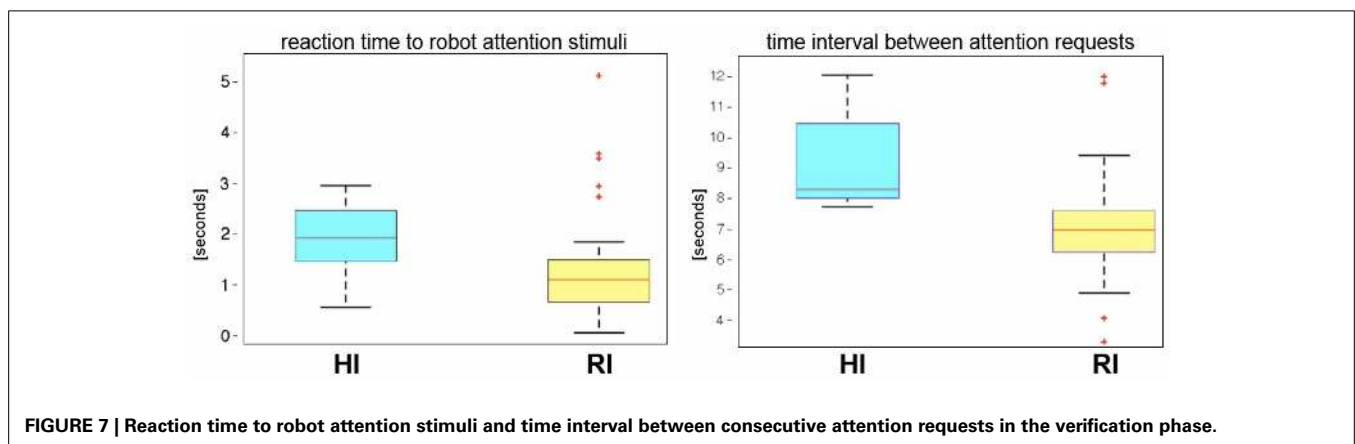 reaction time to robot attention stimuli
5
4
3
2
1
0
[seconds]
HI RI
time interval between attention requests
12
11
10
9
8
7
6
5
4
[seconds]
HI RI
FIGURE 7 | Reaction time to robot attention stimuli and time interval between consecutive attention requests in the verification phase.